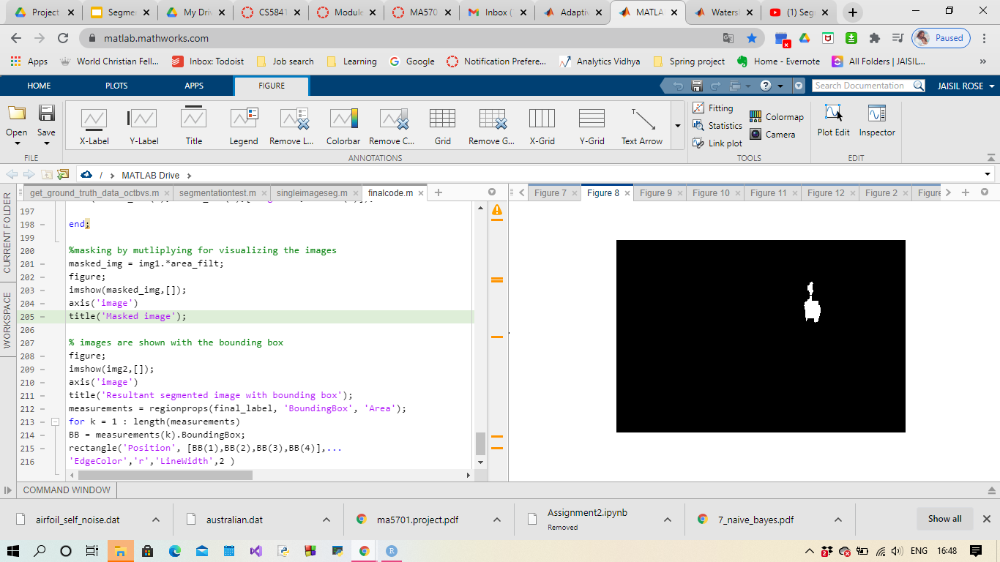 Project
Segme
My Driv
CS5841
Module
MA570
Inbox (
Adaptiv
MATLA
Waters
(1) Seg
matlab.mathworks.com
Paused
Apps
World Christian Fell...
Inbox: Todoist
Job search
Learning
Google
Notification Prefere...
Analytics Vidhya
Spring project
Home - Evernote
All Folders | JAISIL...
»
HOME
PLOTS
APPS
FIGURE
Search Documentation
JAISIL ROSE
Open
Save
X-Label
Y-Label
Title
Legend
Remove L...
Colorbar
Remove C...
Grid
Remove G...
X-Grid
Y-Grid
Text Arrow
Fitting
Statistics
Link plot
Colormap
Camera
Plot Edit
Inspector
FILE
ANNOTATIONS
TOOLS
EDIT
/ MATLAB Drive
CURRENT FOLDER
WORKSPACE
get_ground_truth_data_octbvs.m
segmentationtest.m
singleimageseg.m
finalcode.m
Figure 7
Figure 8
Figure 9
Figure 10
Figure 11
Figure 12
Figure 2
Figure
197
198 end;
199
200 %masking by mutliplying for visualizing the images
201 masked_img = img1.*area_filt;
202 figure;
203 imshow(masked_img,[]);
204 axis('image')
205 title('Masked image');
206
207 % images are shown with the bounding box
208 figure;
209 imshow(img2,[]);
210 axis('image')
211 title('Resultant segmented image with bounding box');
212 measurements = regionprops(final_label, 'BoundingBox', 'Area');
213 for k = 1 : length(measurements)
214 BB = measurements(k).BoundingBox;
215 rectangle('Position', [BB(1),BB(2),BB(3),BB(4)],...
216 'EdgeColor','r','LineWidth',2 )
COMMAND WINDOW
airfoil_self_noise.dat
australian.dat
ma5701.project.pdf
Assignment2.ipynb
Removed
7_naive_bayes.pdf
Show all
ENG
16:48